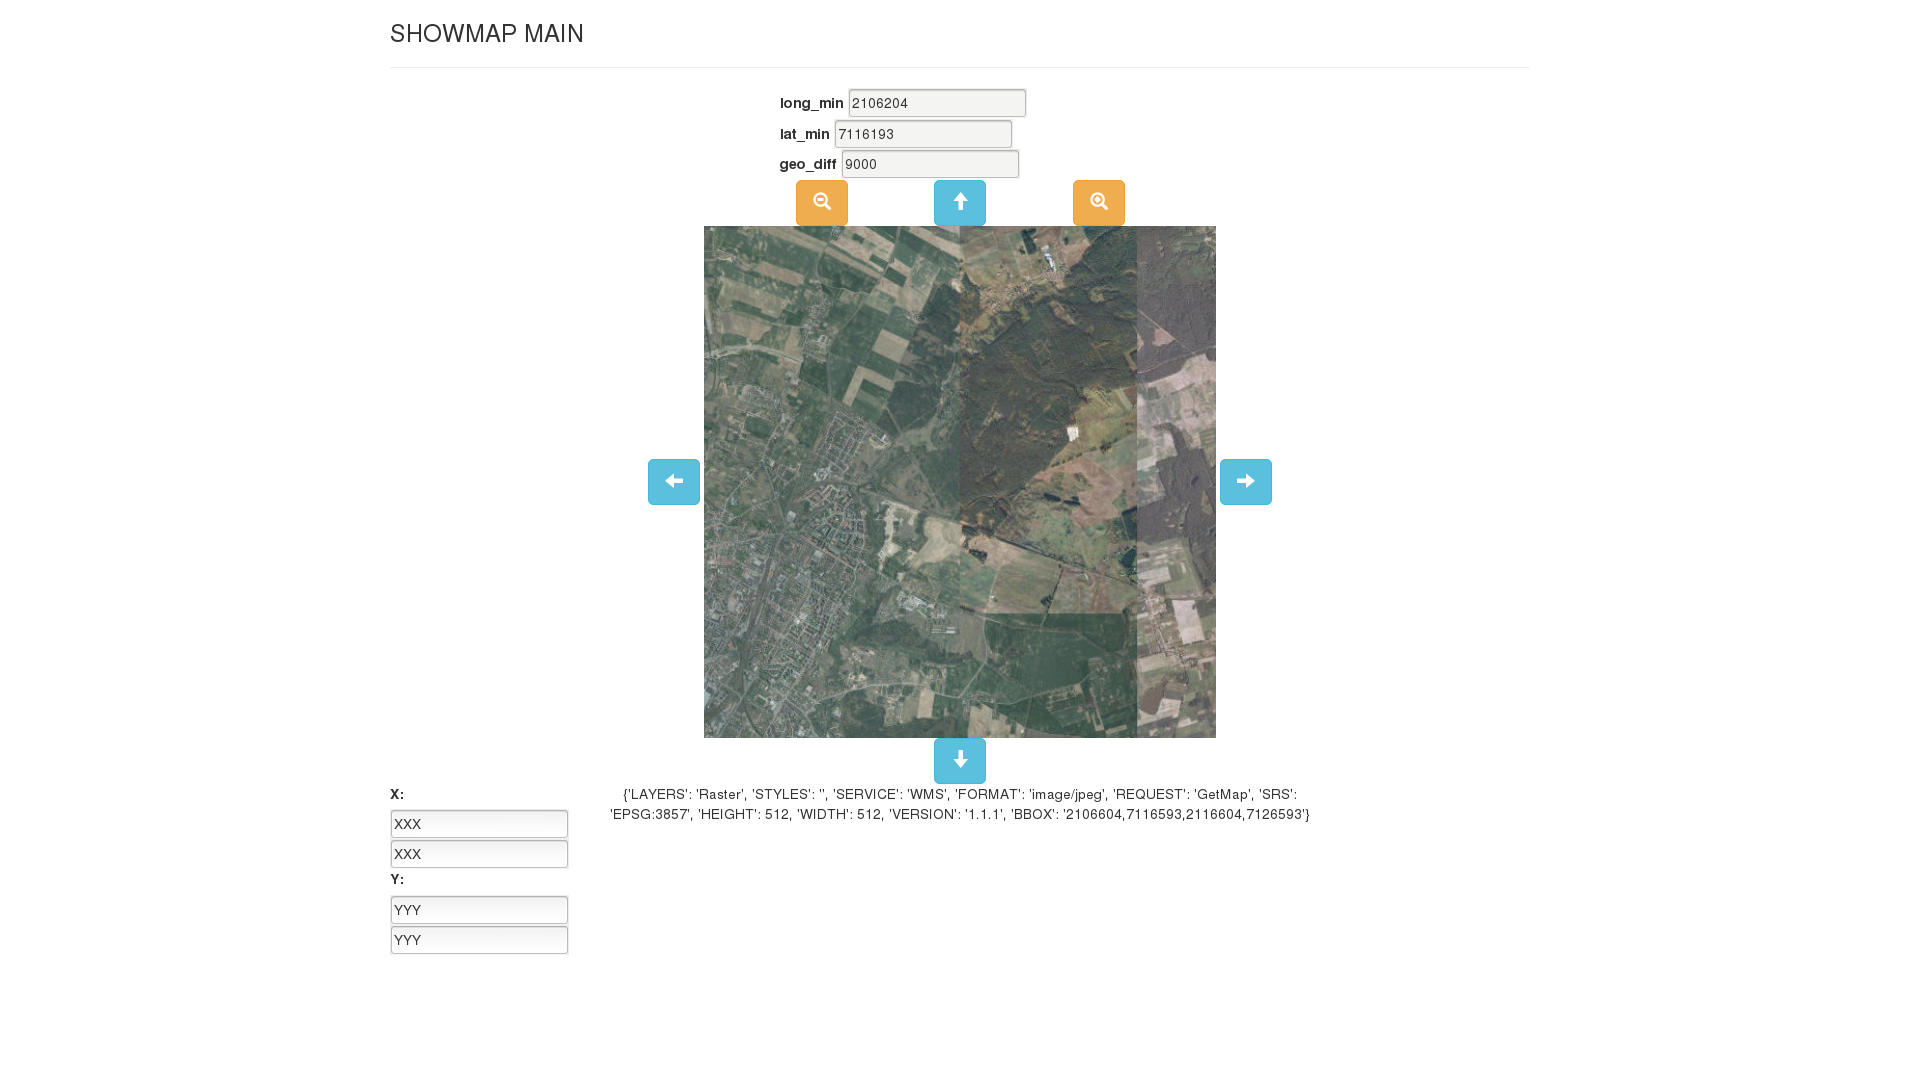 SHOWMAP MAIN
long_min 2106204
lat_min 7116193
geo_diff 9000
X:
XXX
XXX
Y:
YYY
YYY
{'LAYERS': 'Raster', 'STYLES': '', 'SERVICE': 'WMS', 'FORMAT': 'image/jpeg', 'REQUEST': 'GetMap', 'SRS':
'EPSG:3857', 'HEIGHT': 512, 'WIDTH': 512, 'VERSION': '1.1.1', 'BBOX': '2106604,7116593,2116604,7126593'}